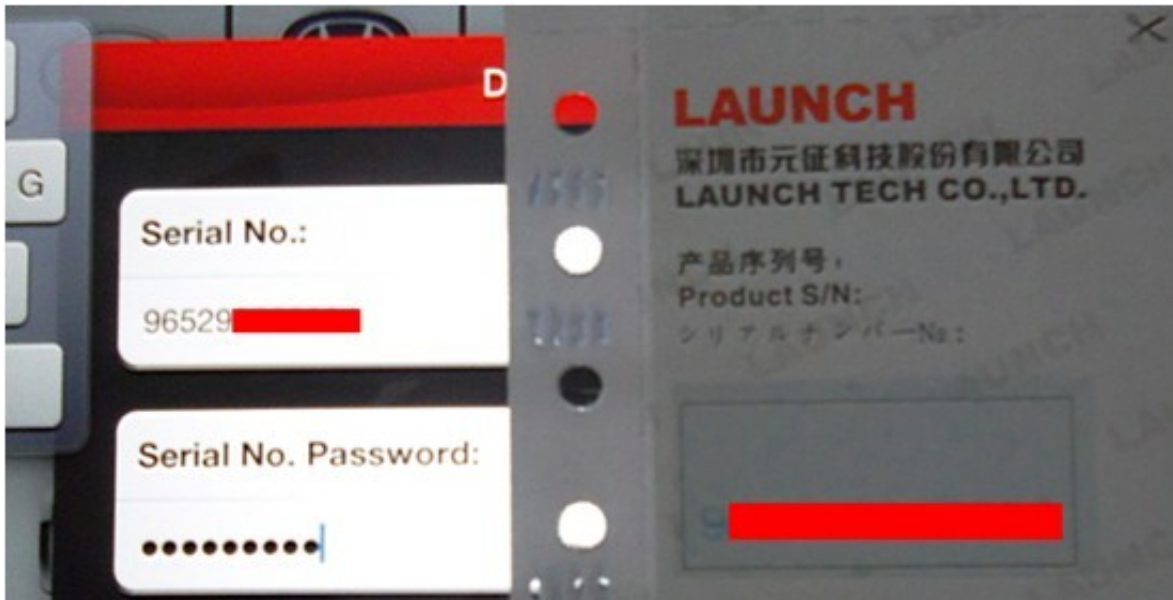 G
D
Serial No.:
96529
Serial No. Password:
•••••••••
LAUNCH
深圳市元征科技股份有限公司
LAUNCH TECH CO.,LTD.
产品序列号:
Product S/N:
シリアルナンバー—No:
9